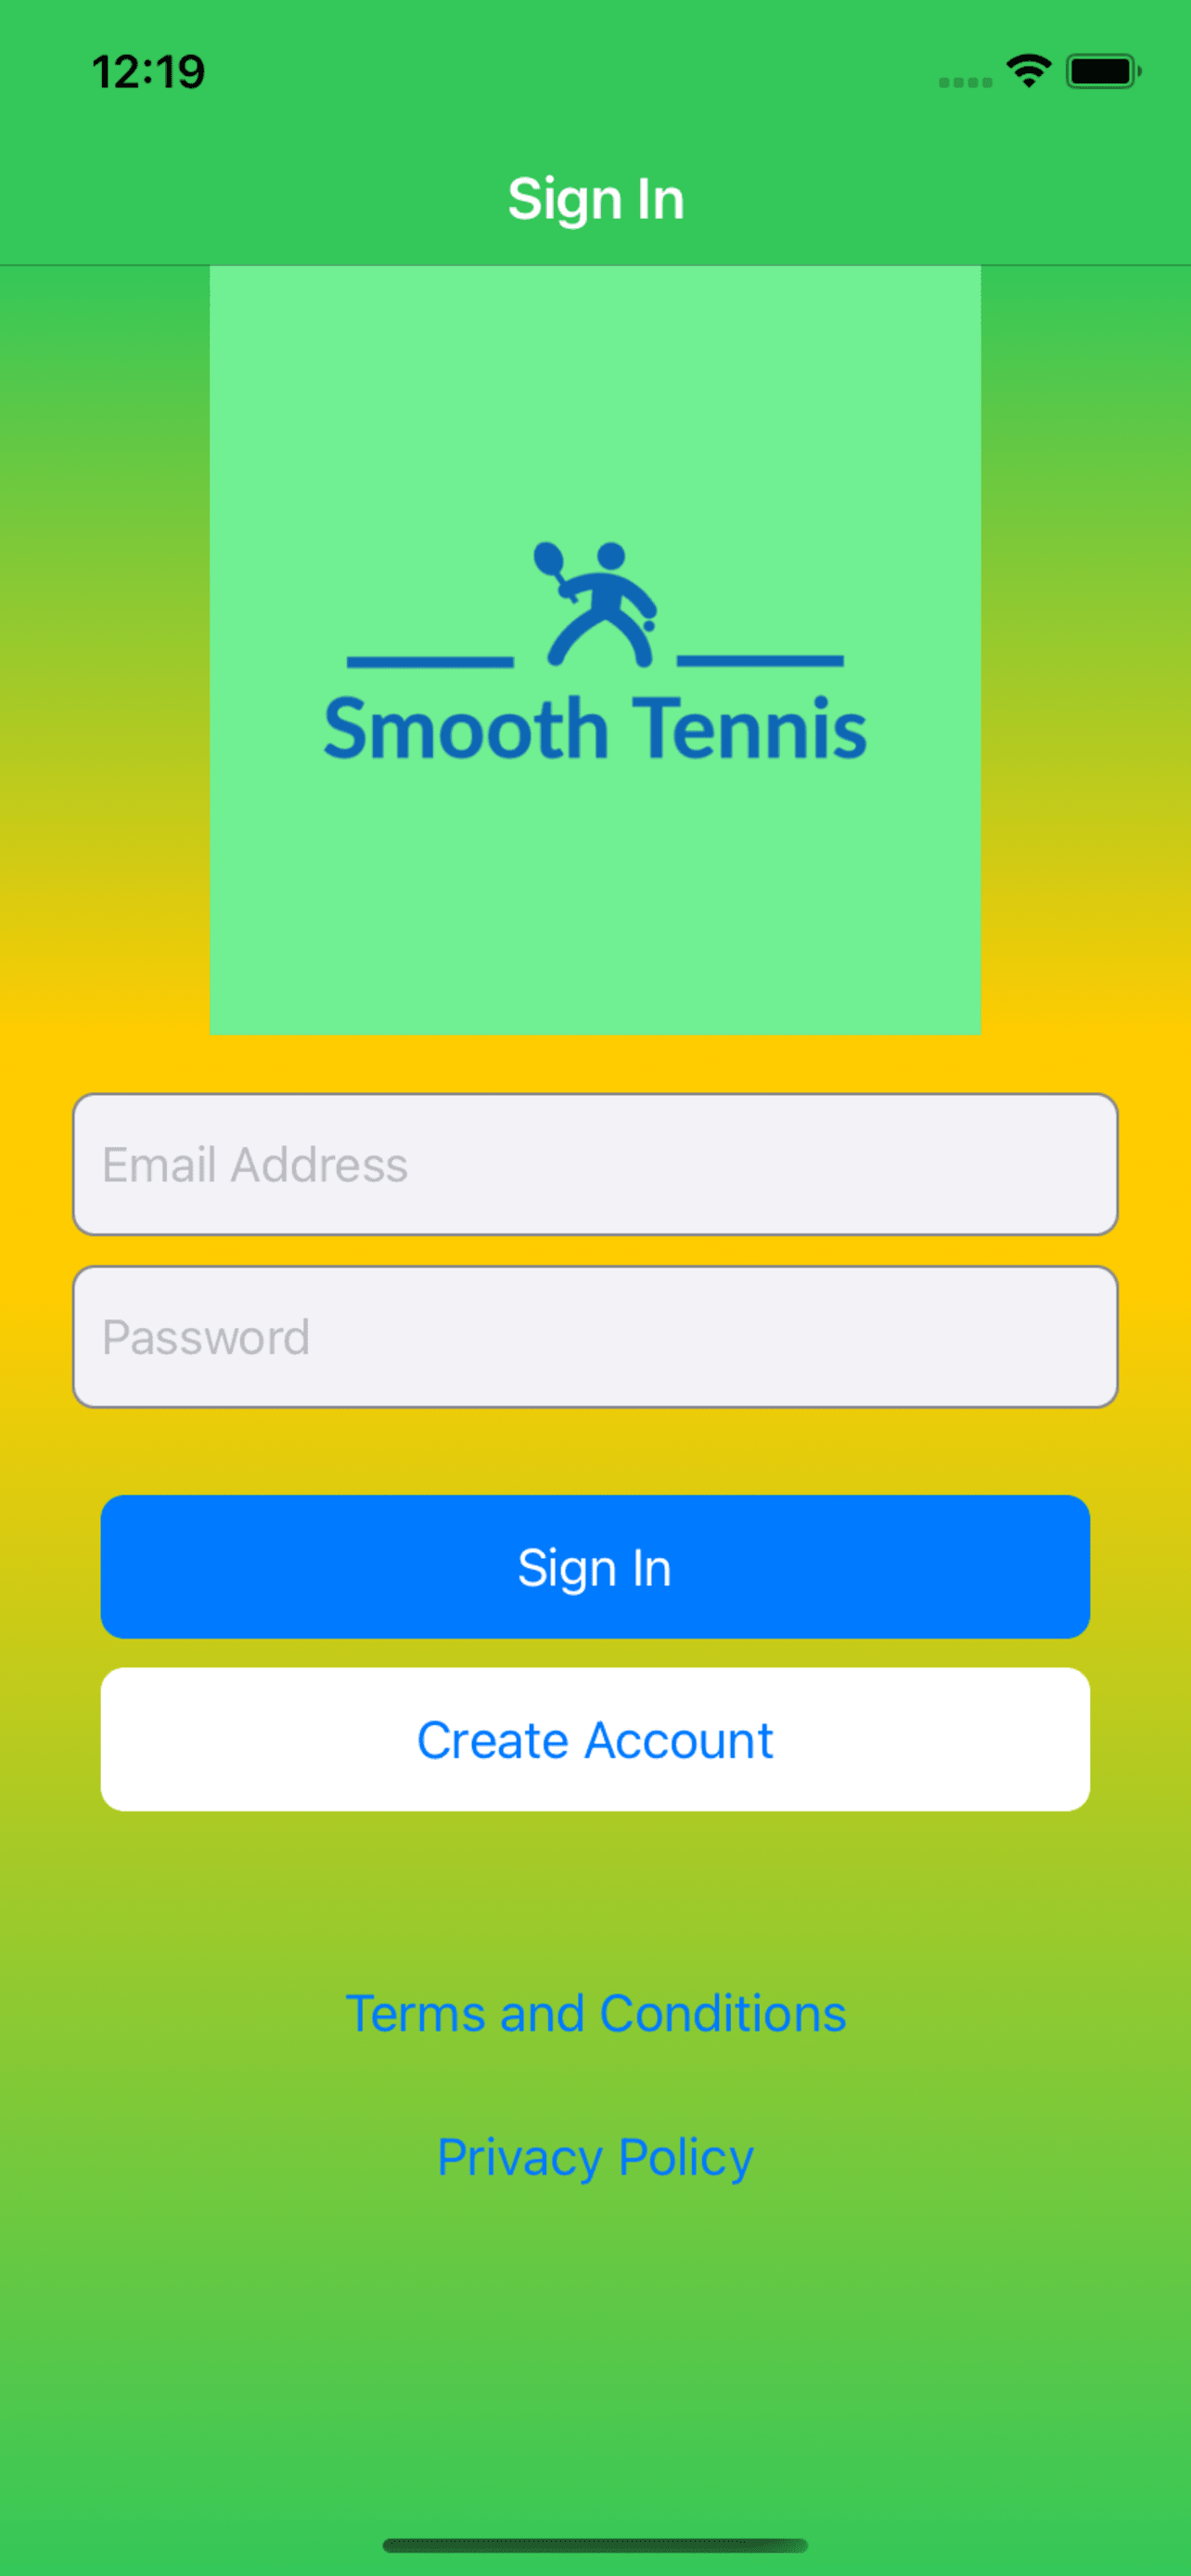 12:19
Sign In
Smooth Tennis
Email Address
Password
Sign In
Create Account
Terms and Conditions
Privacy Policy